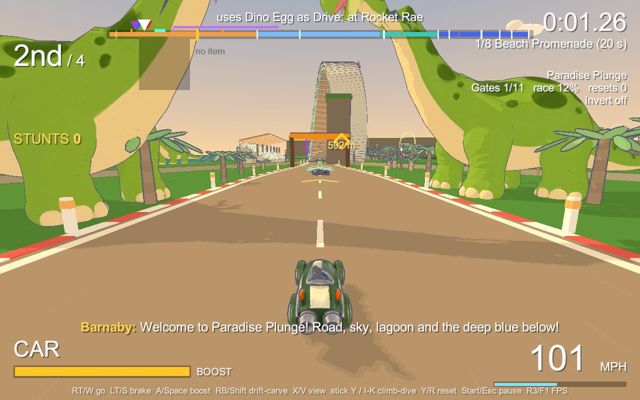 uses Dino Egg as Drive: at Rocket Rae
0:01.26
1/8 Beach Promenade (20 s)
2nd / 4
no item
Paradise Plunge
Gates 1/11 race 12% resets 0
Invert off
STUNTS 0
592m
Barnaby: Welcome to Paradise Plunge! Road, sky, lagoon and the deep blue below!
CAR
BOOST
101 MPH
RT/W go LT/S brake A/Space boost RB/Shift drift-carve X/V view stick Y / I-K climb-dive Y/R reset Start/Esc pause R3/F1 FPS